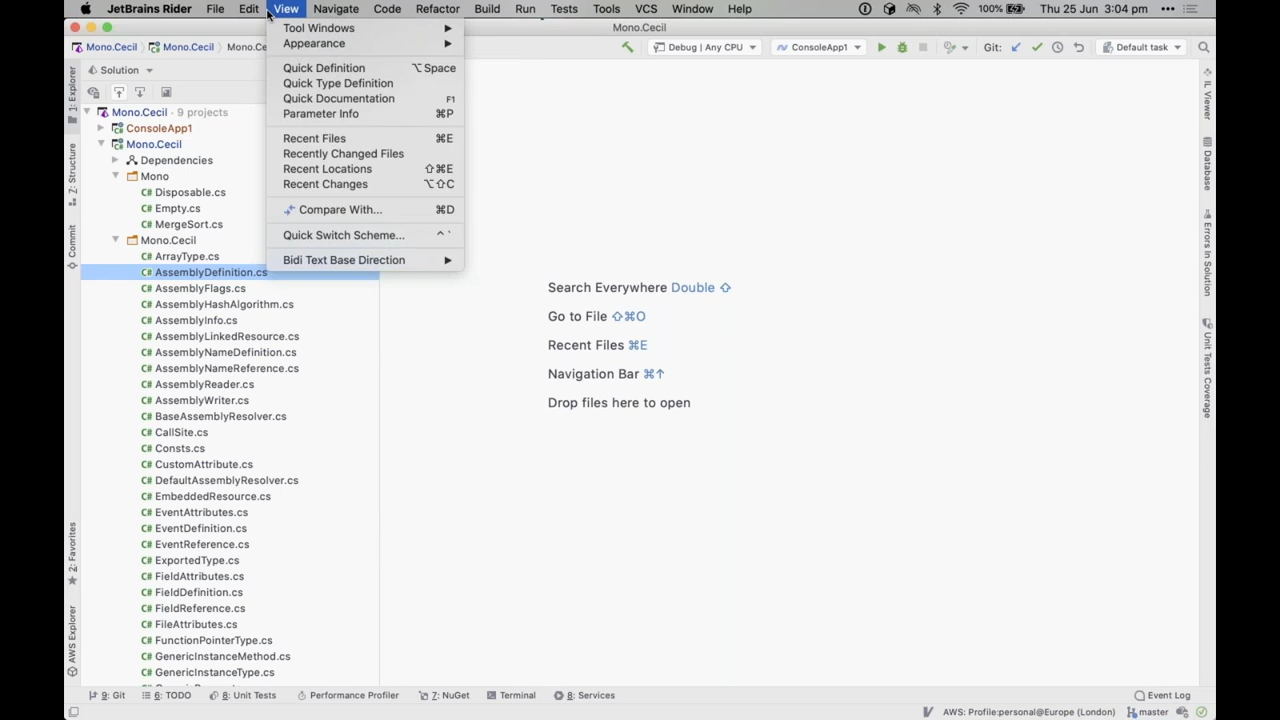 JetBrains Rider File Edit View Navigate Code Refactor Build Run Tests Tools VCS Window Help 100% Thu 25 Jun 3:04 pm
Mono.Cecil
Mono.Cecil Mono.Cecil Debug | Any CPU ConsoleApp1 Git: Default task
Tool Windows
Appearance
Quick Definition ⌥Space
Quick Type Definition
Quick Documentation F1
Parameter Info ⌘P
Recent Files ⌘E
Recently Changed Files
Recent Locations ⇧⌘E
Recent Changes ⌥⇧C
Compare With... ⌘D
Quick Switch Scheme... ^ `
Bidi Text Base Direction
1: Explorer
7: Structure
Commit
2: Favorites
AWS Explorer
Solution
Mono.Cecil · 9 projects
ConsoleApp1
Mono.Cecil
Dependencies
Mono
Disposable.cs
Empty.cs
MergeSort.cs
Mono.Cecil
ArrayType.cs
AssemblyDefinition.cs
AssemblyFlags.cs
AssemblyHashAlgorithm.cs
AssemblyInfo.cs
AssemblyLinkedResource.cs
AssemblyNameDefinition.cs
AssemblyNameReference.cs
AssemblyReader.cs
AssemblyWriter.cs
BaseAssemblyResolver.cs
CallSite.cs
Consts.cs
CustomAttribute.cs
DefaultAssemblyResolver.cs
EmbeddedResource.cs
EventAttributes.cs
EventDefinition.cs
EventReference.cs
ExportedType.cs
FieldAttributes.cs
FieldDefinition.cs
FieldReference.cs
FileAttributes.cs
FunctionPointerType.cs
GenericInstanceMethod.cs
GenericInstanceType.cs
Search Everywhere Double ⇧
Go to File ⇧⌘O
Recent Files ⌘E
Navigation Bar ⌘↑
Drop files here to open
IL Viewer
Database
Errors In Solution
Unit Tests Coverage
9: Git 6: TODO 8: Unit Tests Performance Profiler 7: NuGet Terminal 8: Services Event Log
AWS: Profile:personal@Europe (London) master